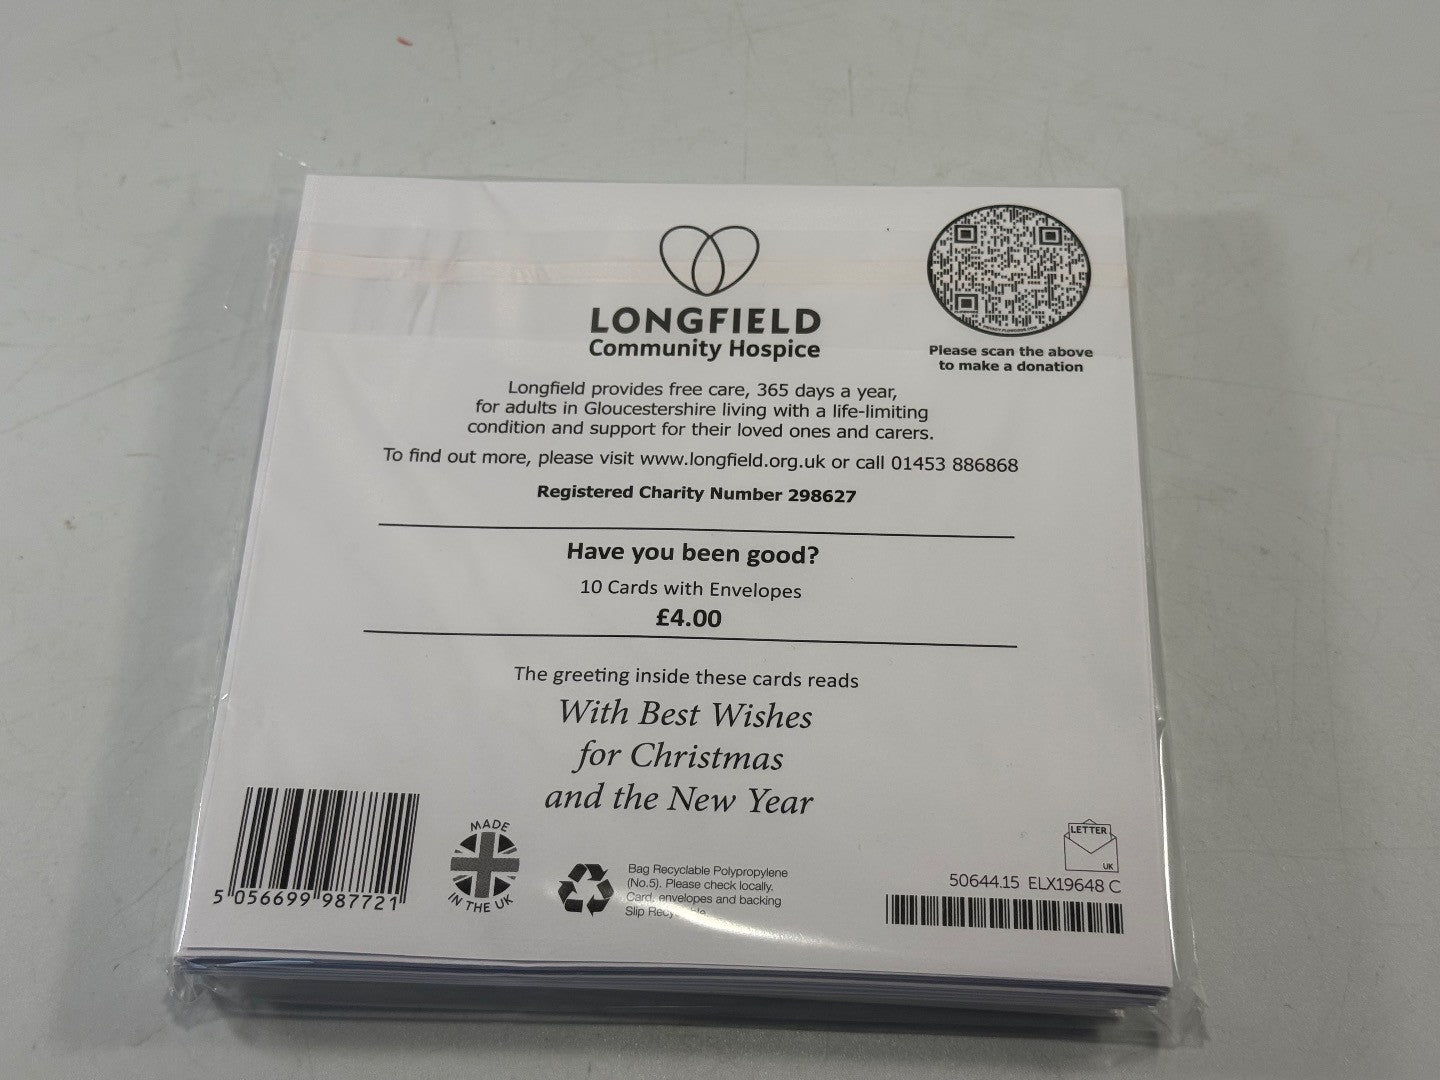 LONGFIELD
Community Hospice
Please scan the above
to make a donation
Longfield provides free care, 365 days a year,
for adults in Gloucestershire living with a life-limiting
condition and support for their loved ones and carers.
To find out more, please visit www.longfield.org.uk or call 01453 886868
Registered Charity Number 298627
Have you been good?
10 Cards with Envelopes
£4.00
The greeting inside these cards reads
With Best Wishes
for Christmas
and the New Year
5 056699 987721
MADE
IN THE UK
Bag Recyclable Polypropylene
(No.5). Please check locally.
Card, envelopes and backing
Slip
LETTER
UK
50644.15 ELX19648 C